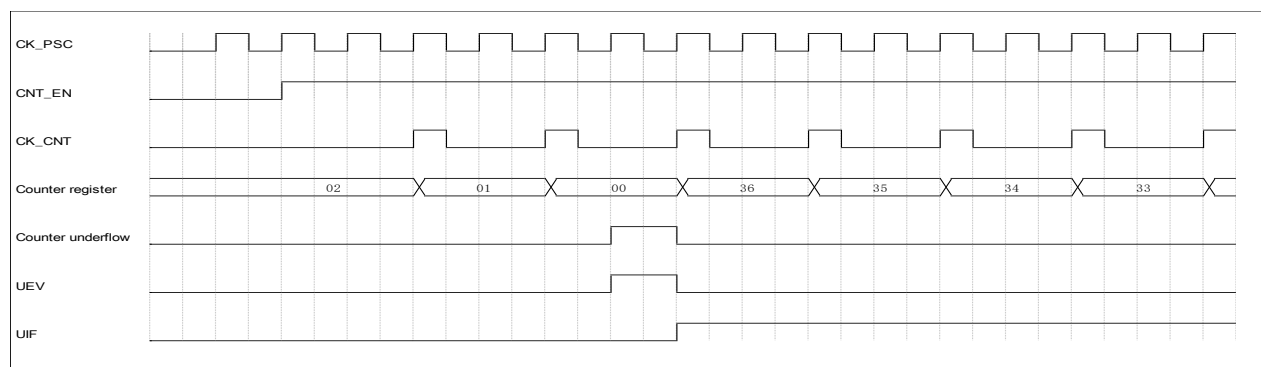 CK_PSC
CNT_EN
CK_CNT
Counter register 02 01 00 36 35 34 33
Counter underflow
UEV
UIF